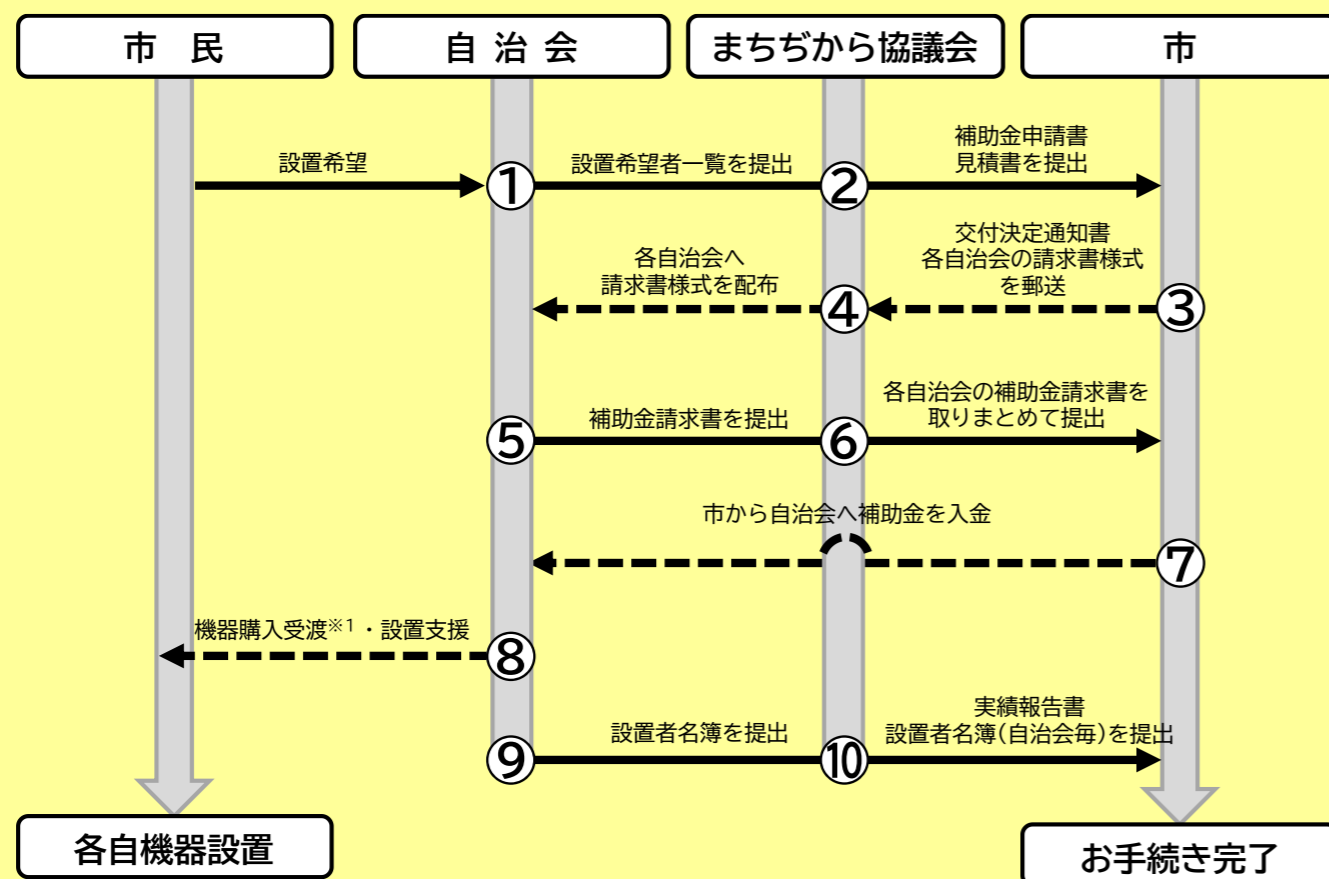 市 民
自 治 会
まちぢから協議会
市
設置希望
①
設置希望者一覧を提出
②
補助金申請書
見積書を提出
交付決定通知書
各自治会の請求書様式
を郵送
③
各自治会へ
請求書様式を配布
④
⑤
補助金請求書を提出
⑥
各自治会の補助金請求書を
取りまとめて提出
市から自治会へ補助金を入金
⑦
機器購入受渡※1・設置支援
⑧
⑨
設置者名簿を提出
⑩
実績報告書
設置者名簿(自治会毎)を提出
各自機器設置
お手続き完了